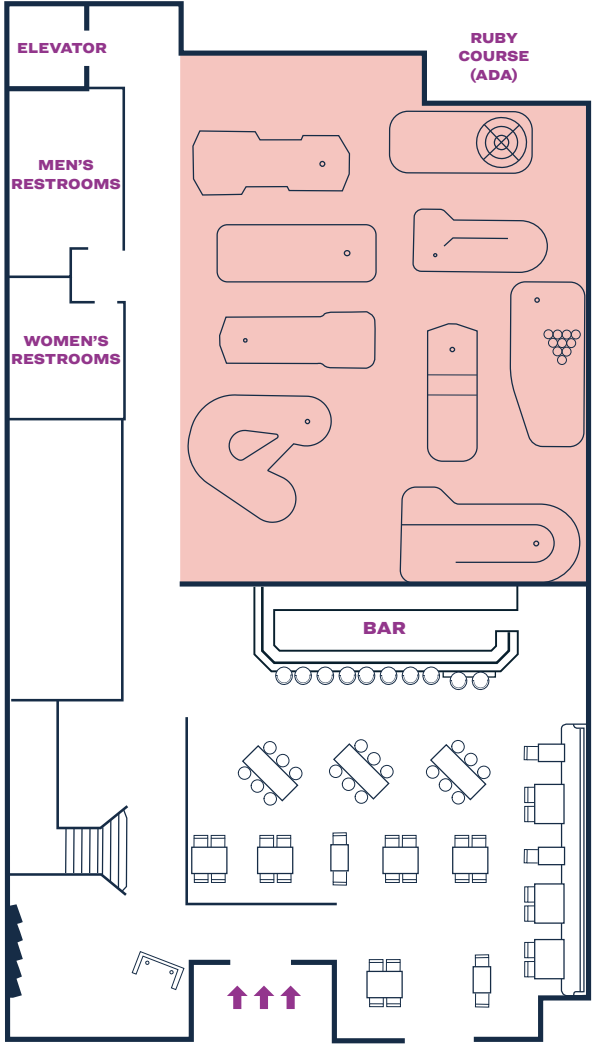 ELEVATOR
RUBY
COURSE
(ADA)
MEN'S
RESTROOMS
WOMEN'S
RESTROOMS
BAR